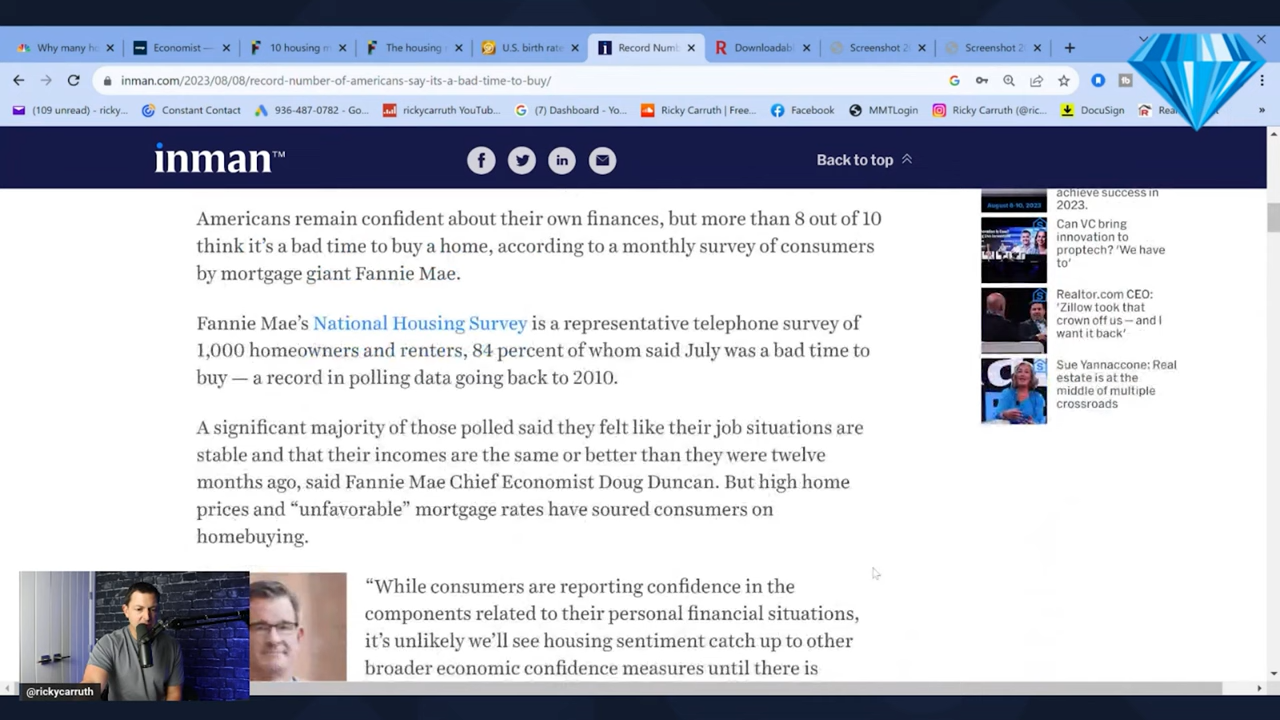 Why many ho
Economist —
10 housing m
The housing
U.S. birth rate
Record Numb
Downloadabl
Screenshot 2
Screenshot 2
inman.com/2023/08/08/record-number-of-americans-say-its-a-bad-time-to-buy/
(109 unread) - ricky...
Constant Contact
936-487-0782 - Go...
rickycarruth YouTub...
(7) Dashboard - Yo...
Ricky Carruth | Free...
Facebook
MMTLogin
Ricky Carruth (@ric...
DocuSign
inman™
Back to top
Americans remain confident about their own finances, but more than 8 out of 10
think it's a bad time to buy a home, according to a monthly survey of consumers
by mortgage giant Fannie Mae.
Fannie Mae's National Housing Survey is a representative telephone survey of
1,000 homeowners and renters, 84 percent of whom said July was a bad time to
buy — a record in polling data going back to 2010.
A significant majority of those polled said they felt like their job situations are
stable and that their incomes are the same or better than they were twelve
months ago, said Fannie Mae Chief Economist Doug Duncan. But high home
prices and “unfavorable” mortgage rates have soured consumers on
homebuying.
“While consumers are reporting confidence in the
components related to their personal financial situations,
it's unlikely we'll see housing sentiment catch up to other
broader economic confidence measures until there is
achieve success in
2023.
August 8-10, 2023
Can VC bring
innovation to
proptech? 'We have
to'
Realtor.com CEO:
'Zillow took that
crown off us — and I
want it back'
Sue Yannaccone: Real
estate is at the
middle of multiple
crossroads
@rickycarruth